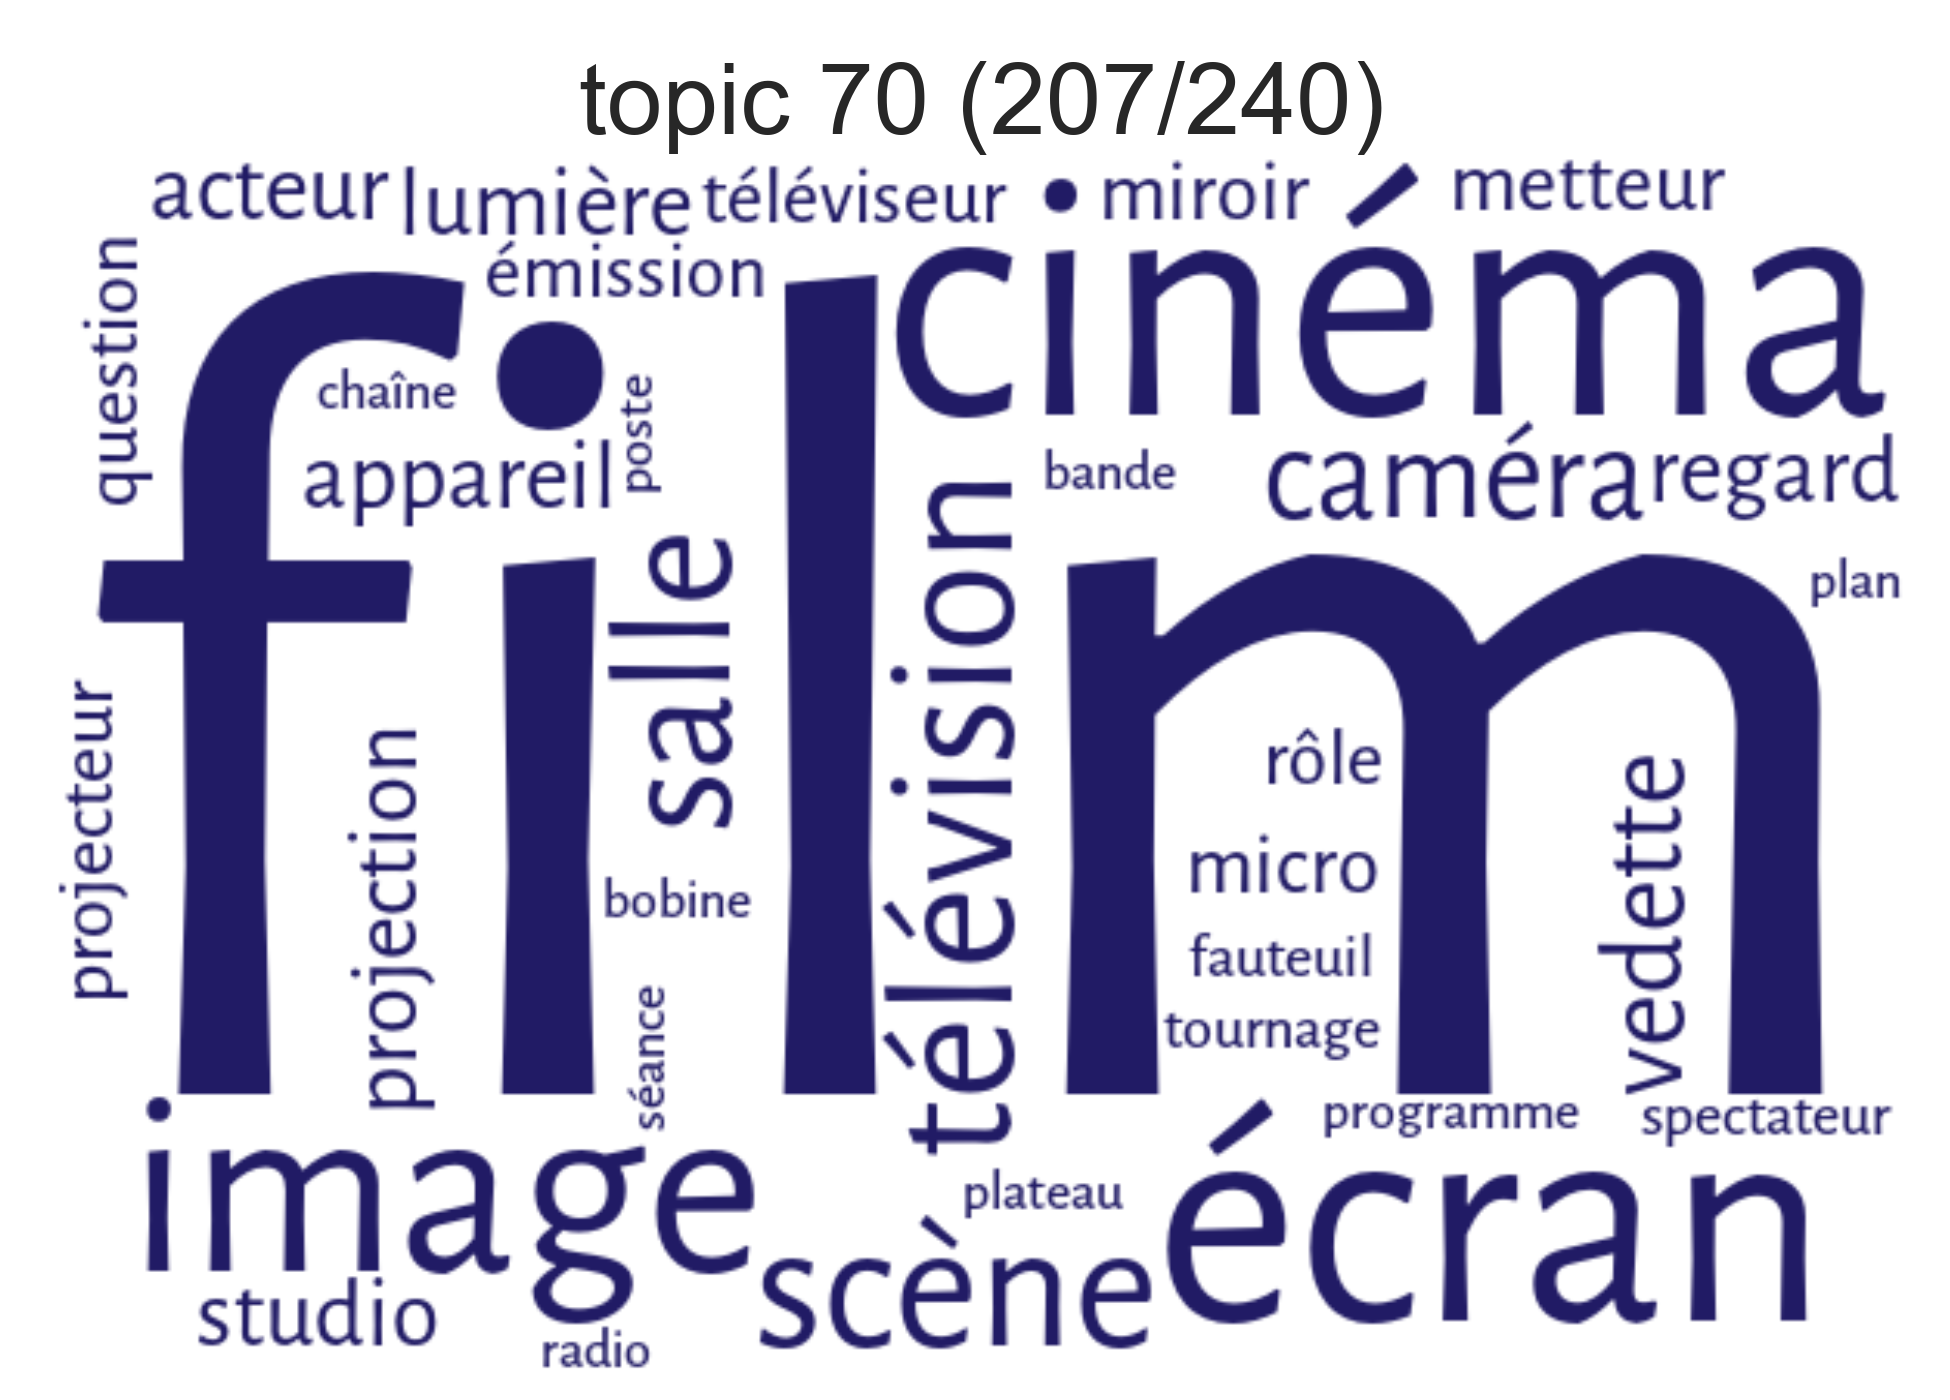 topic 70 (207/240)
acteur
lumière
téléviseur
miroir
metteur
question
émission
cinéma
film
chaîne
poste
appareil
bande
caméra
regard
salle
télévision
plan
projecteur
projection
rôle
micro
vedette
bobine
fauteuil
séance
tournage
programme
spectateur
image
plateau
écran
scène
studio
radio